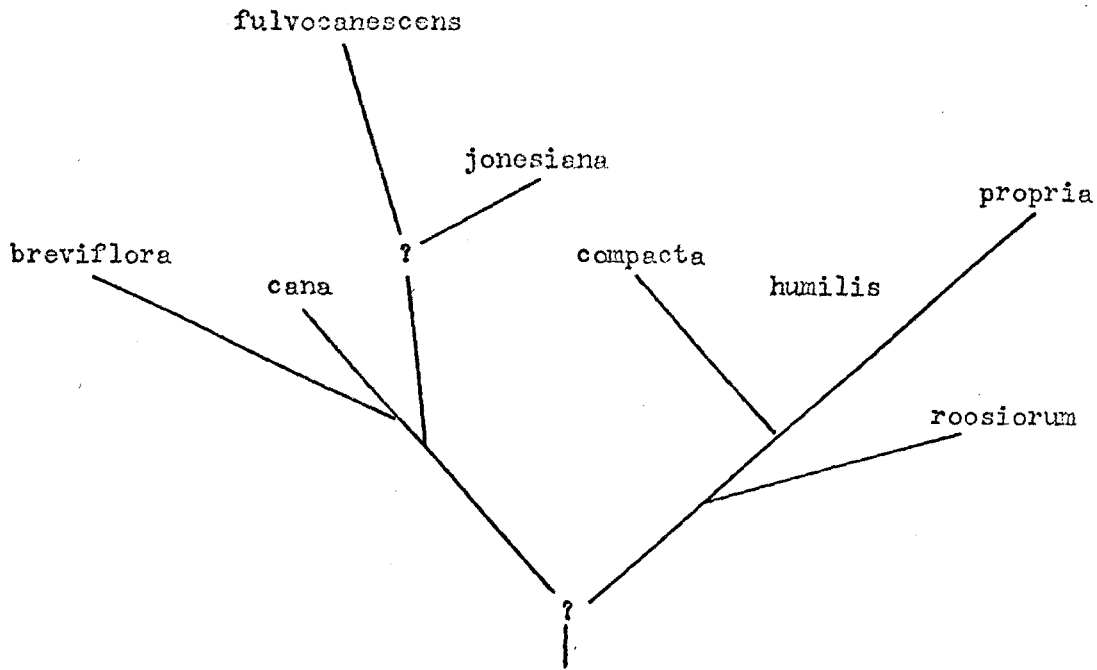 fulvocanescens
jonesiana
propria
?
breviflora
compacta
cana
humilis
roosiorum
?